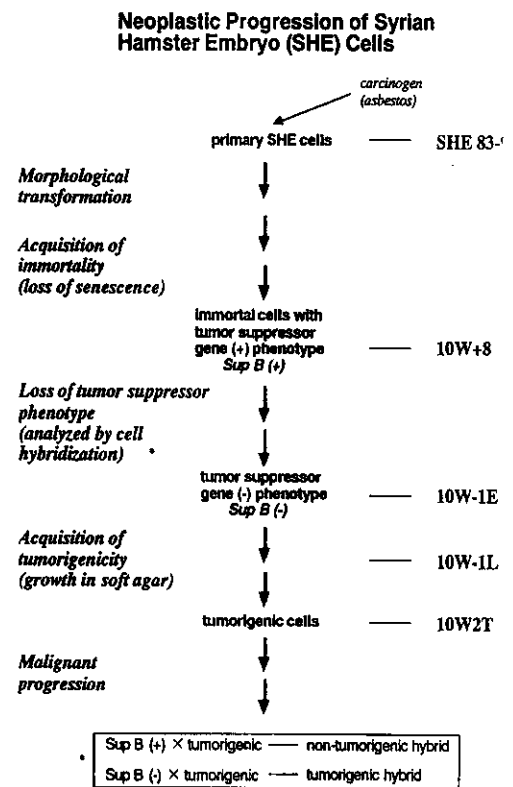 Neoplastic Progression of Syrian
Hamster Embryo (SHE) Cells
carcinogen
(asbestos)
primary SHE cells — SHE 83-
Morphological
transformation
Acquisition of
immortality
(loss of senescence)
immortal cells with
tumor suppressor
gene (+) phenotype
Sup B (+)
10W+8
Loss of tumor suppressor
phenotype
(analyzed by cell
hybridization)
tumor suppressor
gene (-) phenotype
Sup B (-)
10W-1E
Acquisition of
tumorigenicity
(growth in soft agar)
10W-1L
tumorigenic cells — 10W2T
Malignant
progression
Sup B (+) × tumorigenic — non-tumorigenic hybrid
Sup B (-) × tumorigenic — tumorigenic hybrid